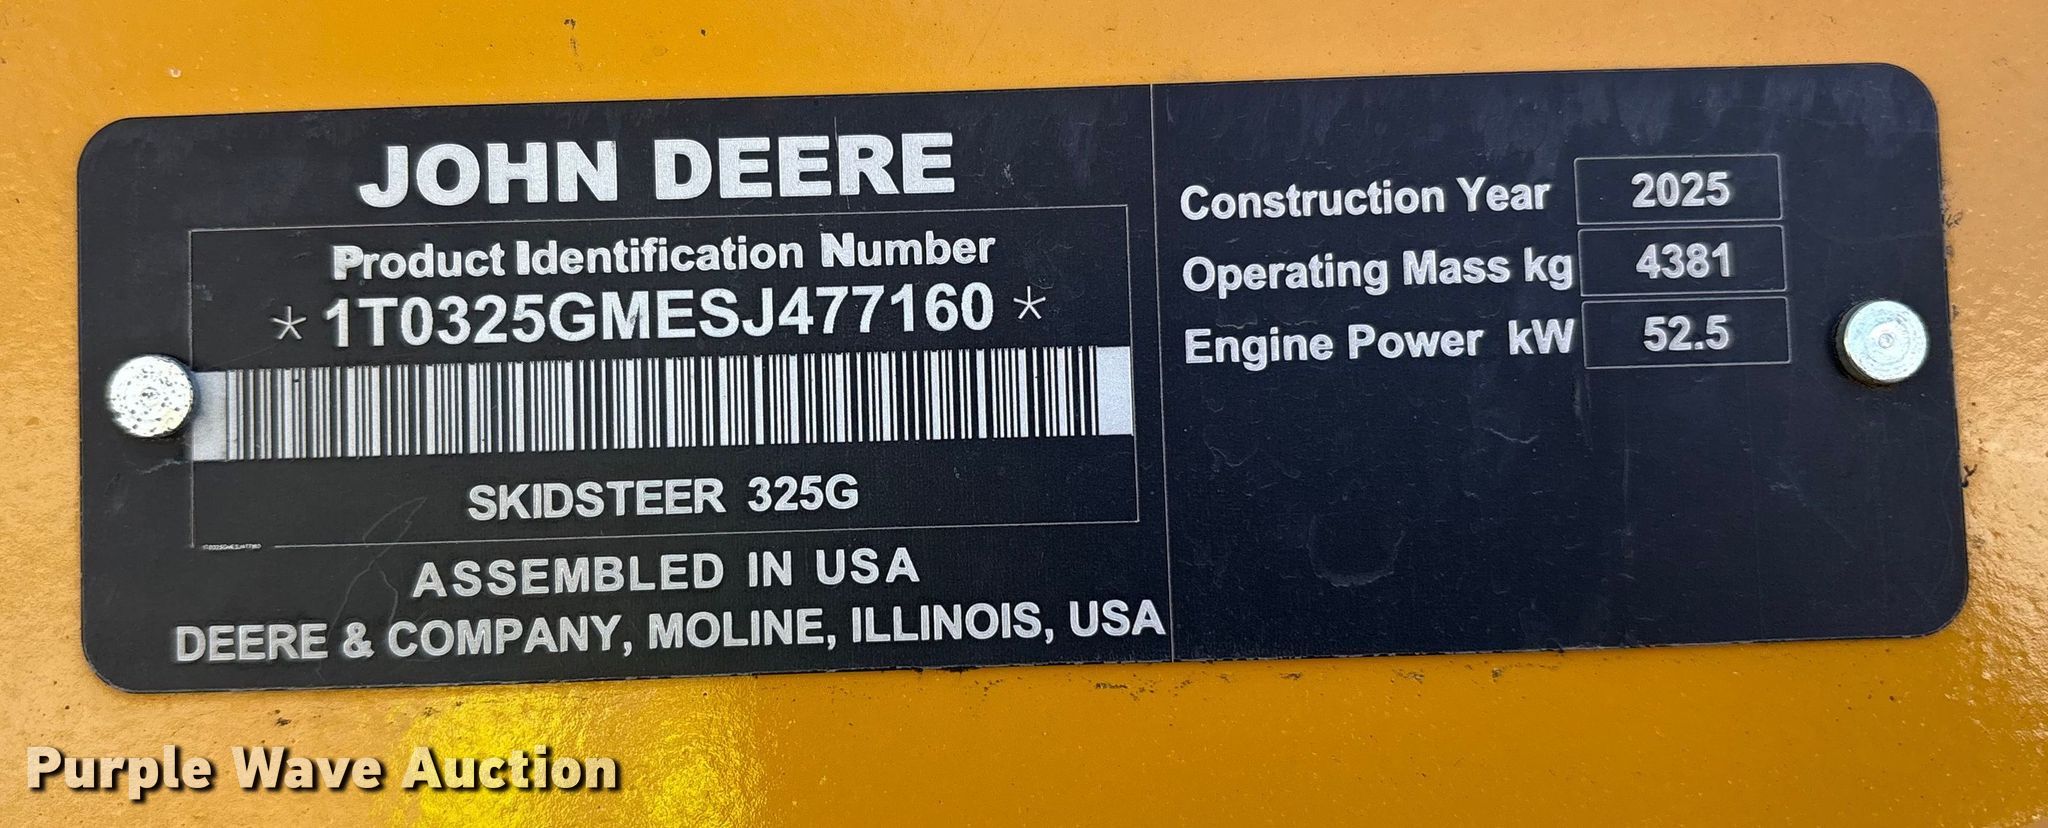 JOHN DEERE
Product Identification Number
*1T0325GMESJ477160*
SKIDSTEER 325G
1T0325GMESJ477160
ASSEMBLED IN USA
DEERE & COMPANY, MOLINE, ILLINOIS, USA
Construction Year 2025
Operating Mass kg 4381
Engine Power kW 52.5
Purple Wave Auction